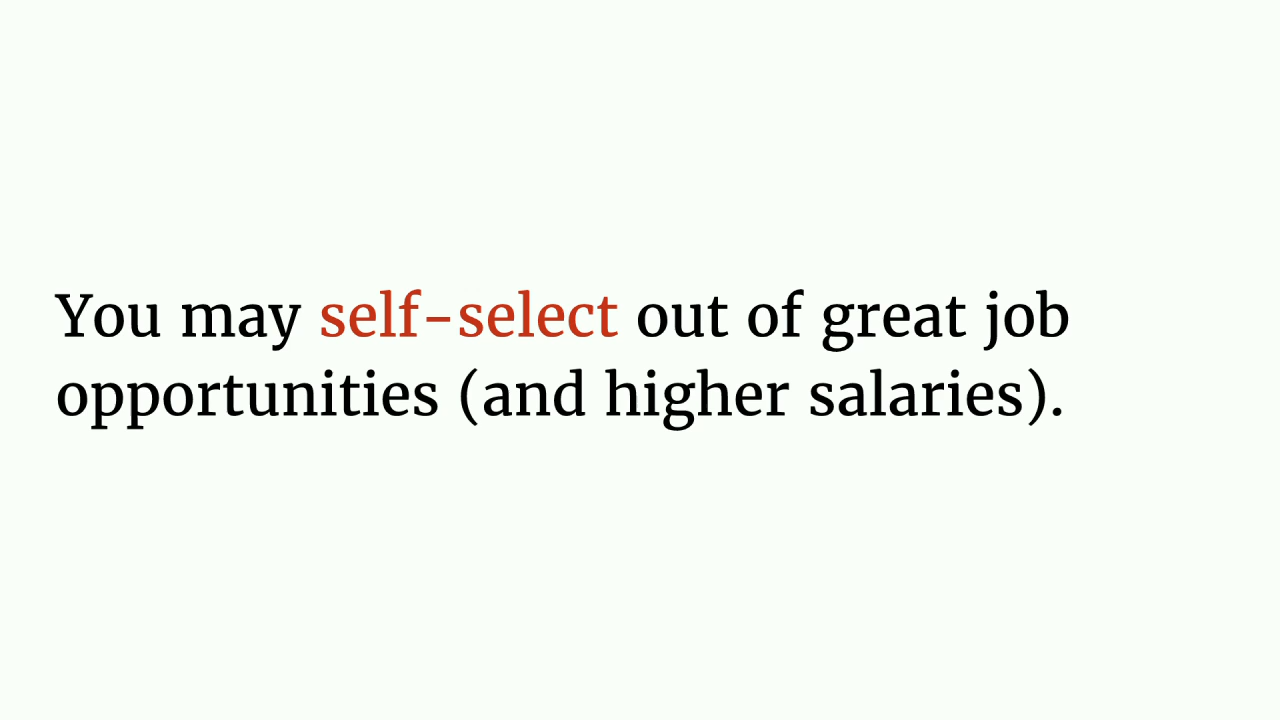 You may self-select out of great job
opportunities (and higher salaries).